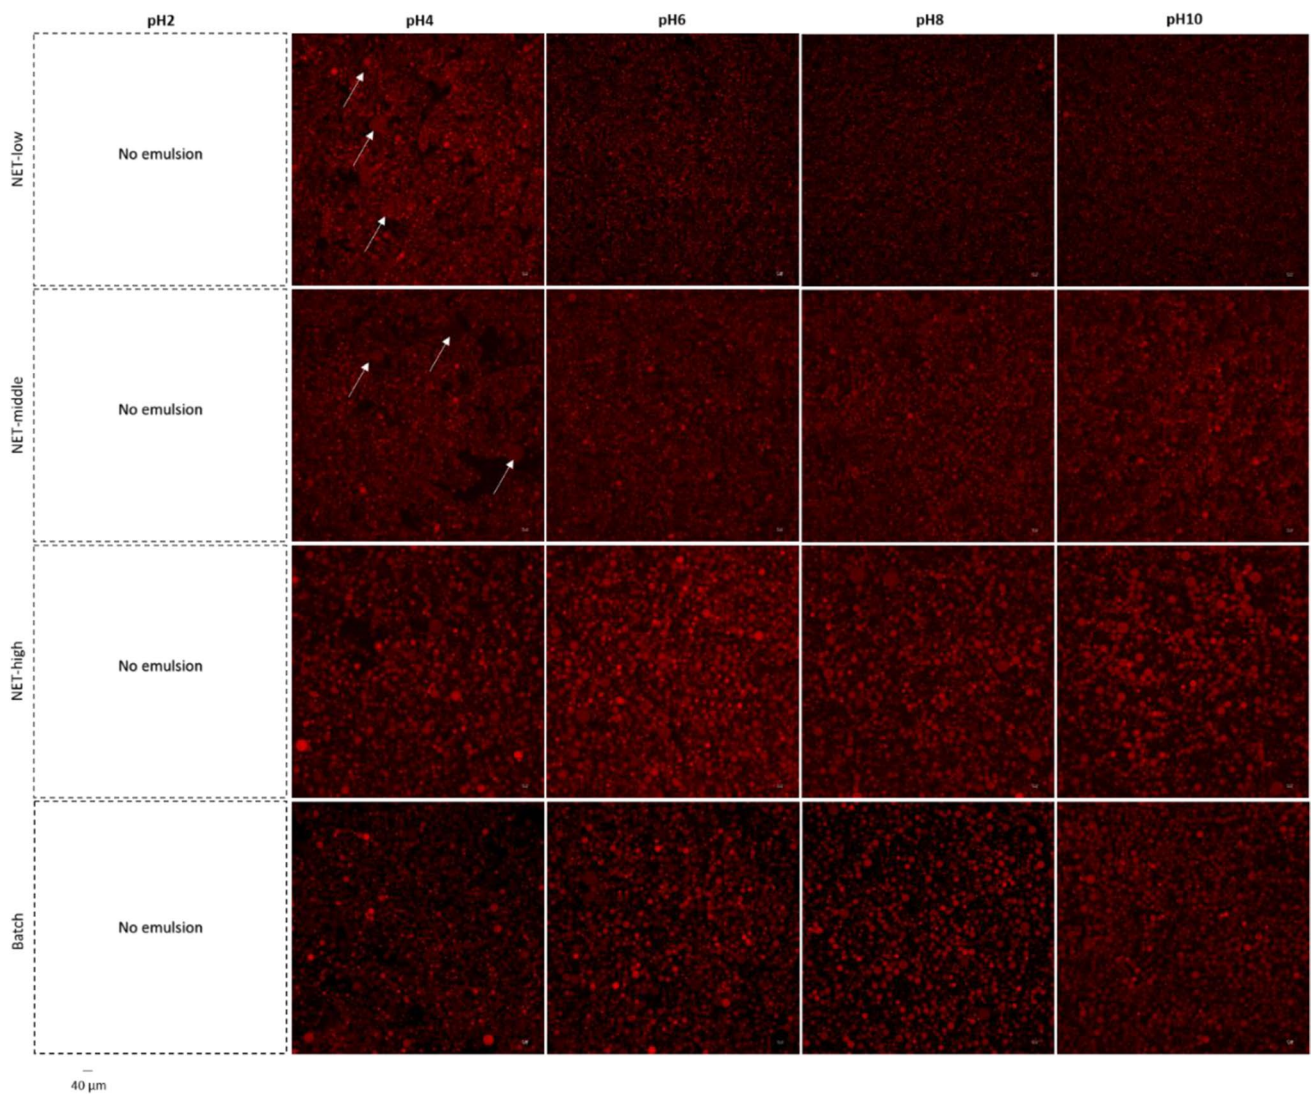 pH2 pH4 pH6 pH8 pH10
NET-low
No emulsion
NET-middle
No emulsion
NET-high
No emulsion
Batch
No emulsion
40 µm